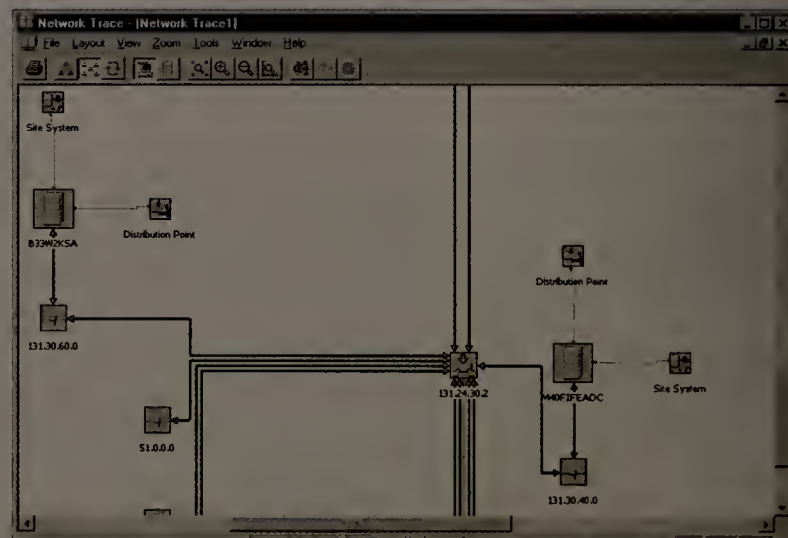 Network Trace - [Network Trace1]
File Layout View Zoom Tools Window Help
Site System
B33W2KSA
Distribution Point
131.30.60.0
51.0.0.0
131.24.30.2
Distribution Point
M40FIFEADC
Site System
131.30.40.0